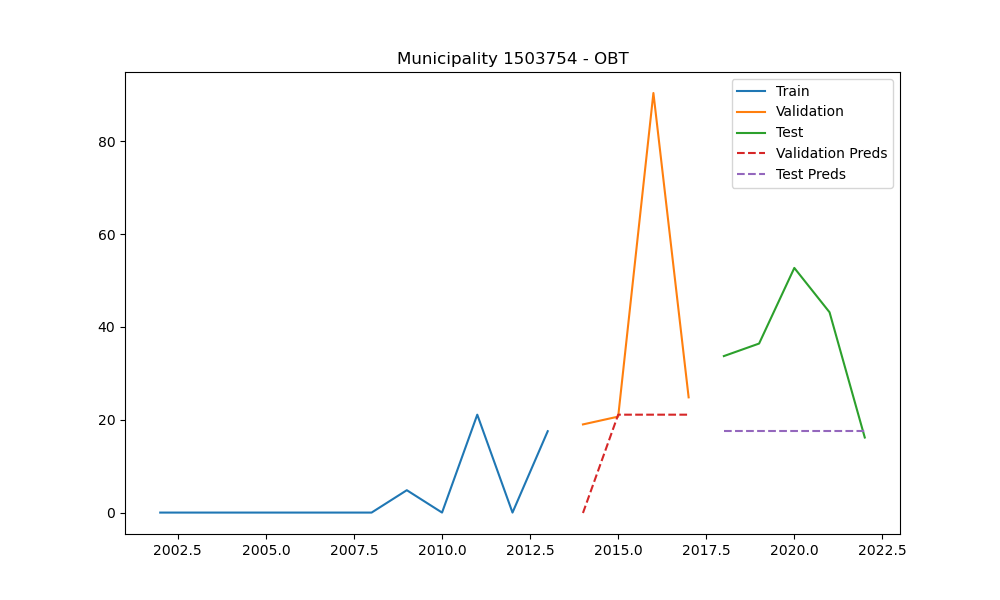 Municipality 1503754 - OBT
Train
Validation
Test
Validation Preds
Test Preds
80
60
40
20
0
2002.5 2005.0 2007.5 2010.0 2012.5 2015.0 2017.5 2020.0 2022.5